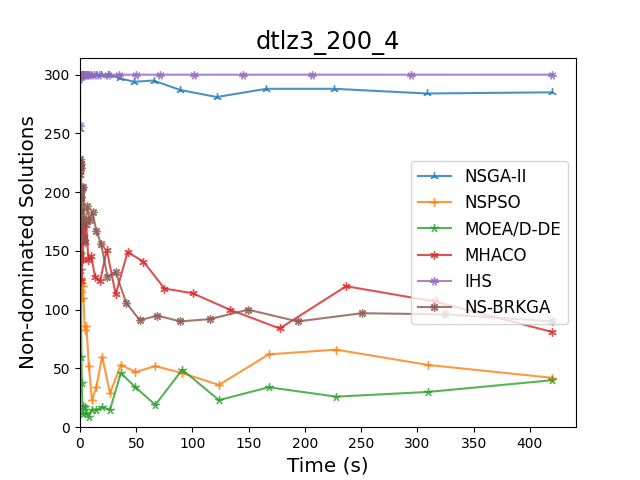 dtlz3_200_4
Non-dominated Solutions
300
250
200
150
100
50
0
NSGA-II
NSPSO
MOEA/D-DE
MHACO
IHS
NS-BRKGA
0 50 100 150 200 250 300 350 400
Time (s)